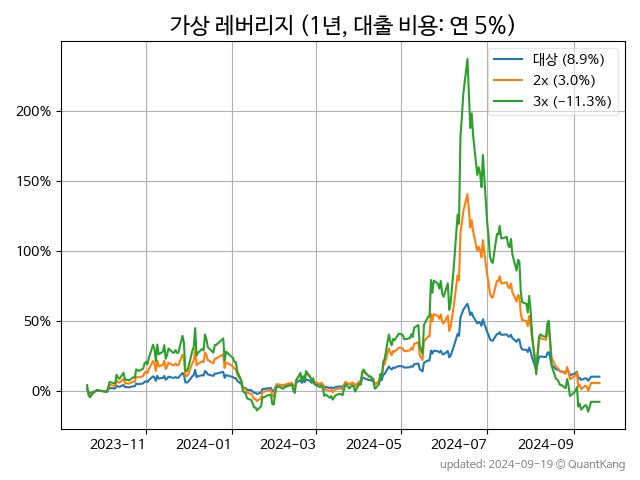 가상 레버리지 (1년, 대출 비용: 연 5%)
대상 (8.9%)
2x (3.0%)
3x (−11.3%)
200%
150%
100%
50%
0%
2023−11 2024−01 2024−03 2024−05 2024−07 2024−09
updated: 2024-09-19 @ QuantKang